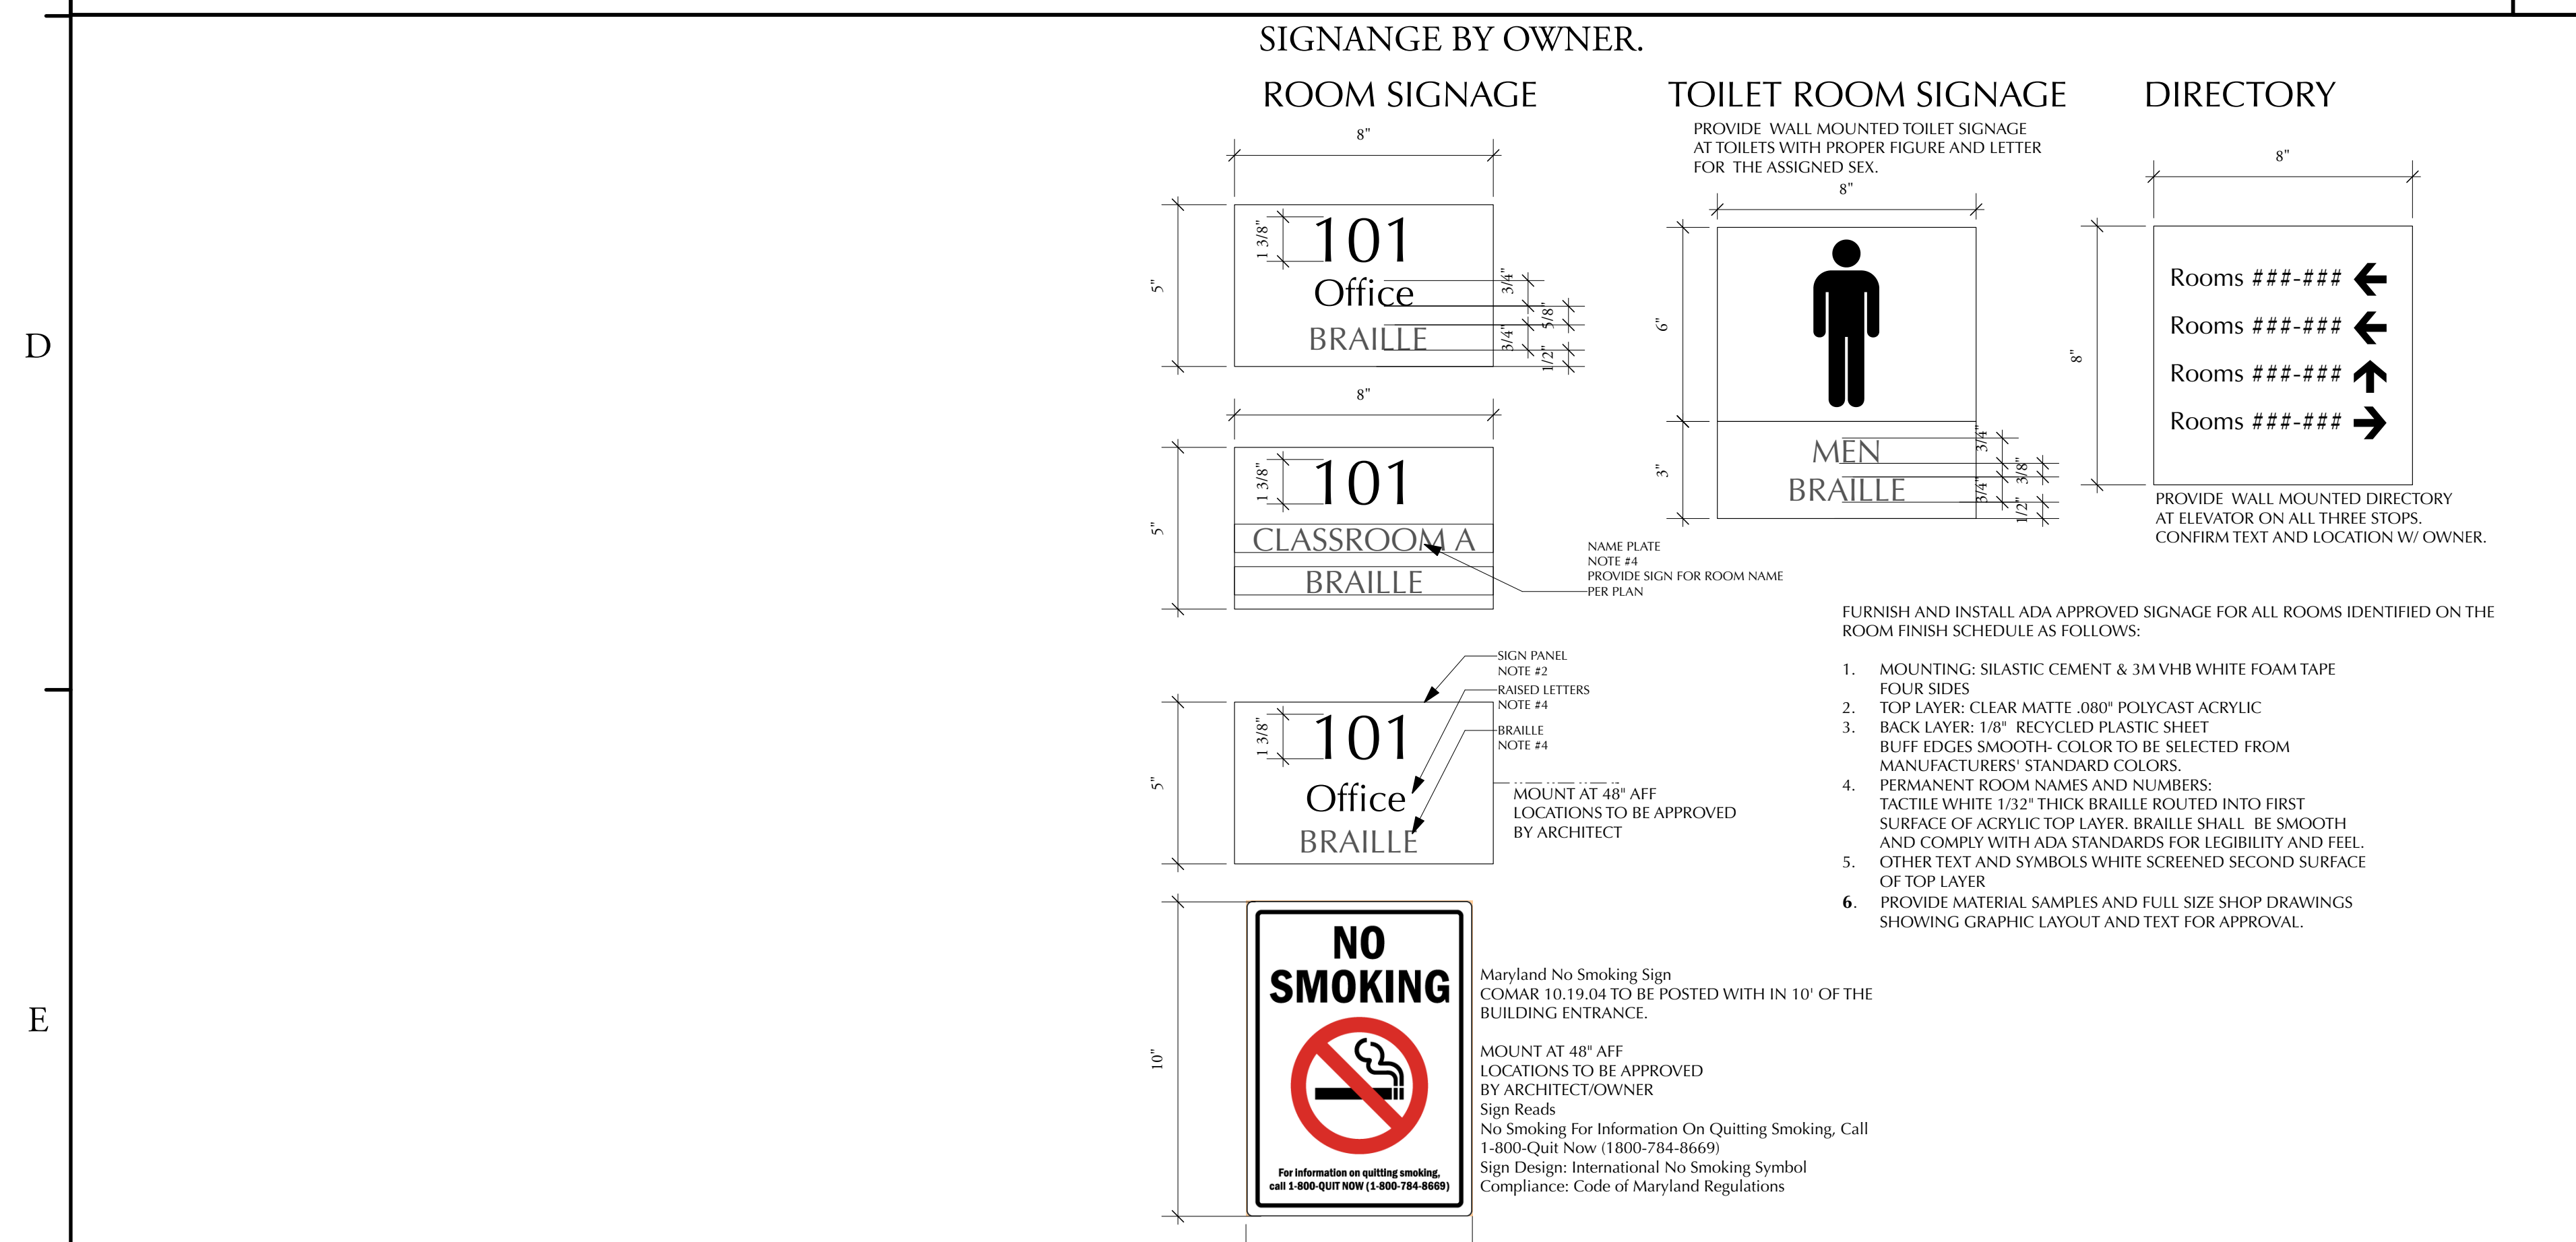 SIGNANGE BY OWNER.
ROOM SIGNAGE
8"
5"
1 3/8"
101
Office
BRAILLE
3/4"
5/8"
3/4"
1/2"
8"
5"
1 3/8"
101
CLASSROOM A
BRAILLE
NAME PLATE
NOTE #4
PROVIDE SIGN FOR ROOM NAME
PER PLAN
SIGN PANEL
NOTE #2
RAISED LETTERS
NOTE #4
BRAILLE
NOTE #4
5"
1 3/8"
101
Office
BRAILLE
MOUNT AT 48" AFF
LOCATIONS TO BE APPROVED
BY ARCHITECT
10"
NO
SMOKING
For information on quitting smoking,
call 1-800-QUIT NOW (1-800-784-8669)
Maryland No Smoking Sign
COMAR 10.19.04 TO BE POSTED WITH IN 10' OF THE
BUILDING ENTRANCE.
MOUNT AT 48" AFF
LOCATIONS TO BE APPROVED
BY ARCHITECT/OWNER
Sign Reads
No Smoking For Information On Quitting Smoking, Call
1-800-Quit Now (1800-784-8669)
Sign Design: International No Smoking Symbol
Compliance: Code of Maryland Regulations
TOILET ROOM SIGNAGE
PROVIDE WALL MOUNTED TOILET SIGNAGE
AT TOILETS WITH PROPER FIGURE AND LETTER
FOR THE ASSIGNED SEX.
8"
6"
3"
MEN
BRAILLE
3/4"
3/8"
3/4"
1/2"
DIRECTORY
8"
8"
Rooms ###-###
Rooms ###-###
Rooms ###-###
Rooms ###-###
PROVIDE WALL MOUNTED DIRECTORY
AT ELEVATOR ON ALL THREE STOPS.
CONFIRM TEXT AND LOCATION W/ OWNER.
FURNISH AND INSTALL ADA APPROVED SIGNAGE FOR ALL ROOMS IDENTIFIED ON THE
ROOM FINISH SCHEDULE AS FOLLOWS:
1. MOUNTING: SILASTIC CEMENT & 3M VHB WHITE FOAM TAPE
FOUR SIDES
2. TOP LAYER: CLEAR MATTE .080" POLYCAST ACRYLIC
3. BACK LAYER: 1/8" RECYCLED PLASTIC SHEET
BUFF EDGES SMOOTH- COLOR TO BE SELECTED FROM
MANUFACTURERS' STANDARD COLORS.
4. PERMANENT ROOM NAMES AND NUMBERS:
TACTILE WHITE 1/32" THICK BRAILLE ROUTED INTO FIRST
SURFACE OF ACRYLIC TOP LAYER. BRAILLE SHALL BE SMOOTH
AND COMPLY WITH ADA STANDARDS FOR LEGIBILITY AND FEEL.
5. OTHER TEXT AND SYMBOLS WHITE SCREENED SECOND SURFACE
OF TOP LAYER
6. PROVIDE MATERIAL SAMPLES AND FULL SIZE SHOP DRAWINGS
SHOWING GRAPHIC LAYOUT AND TEXT FOR APPROVAL.
D
E